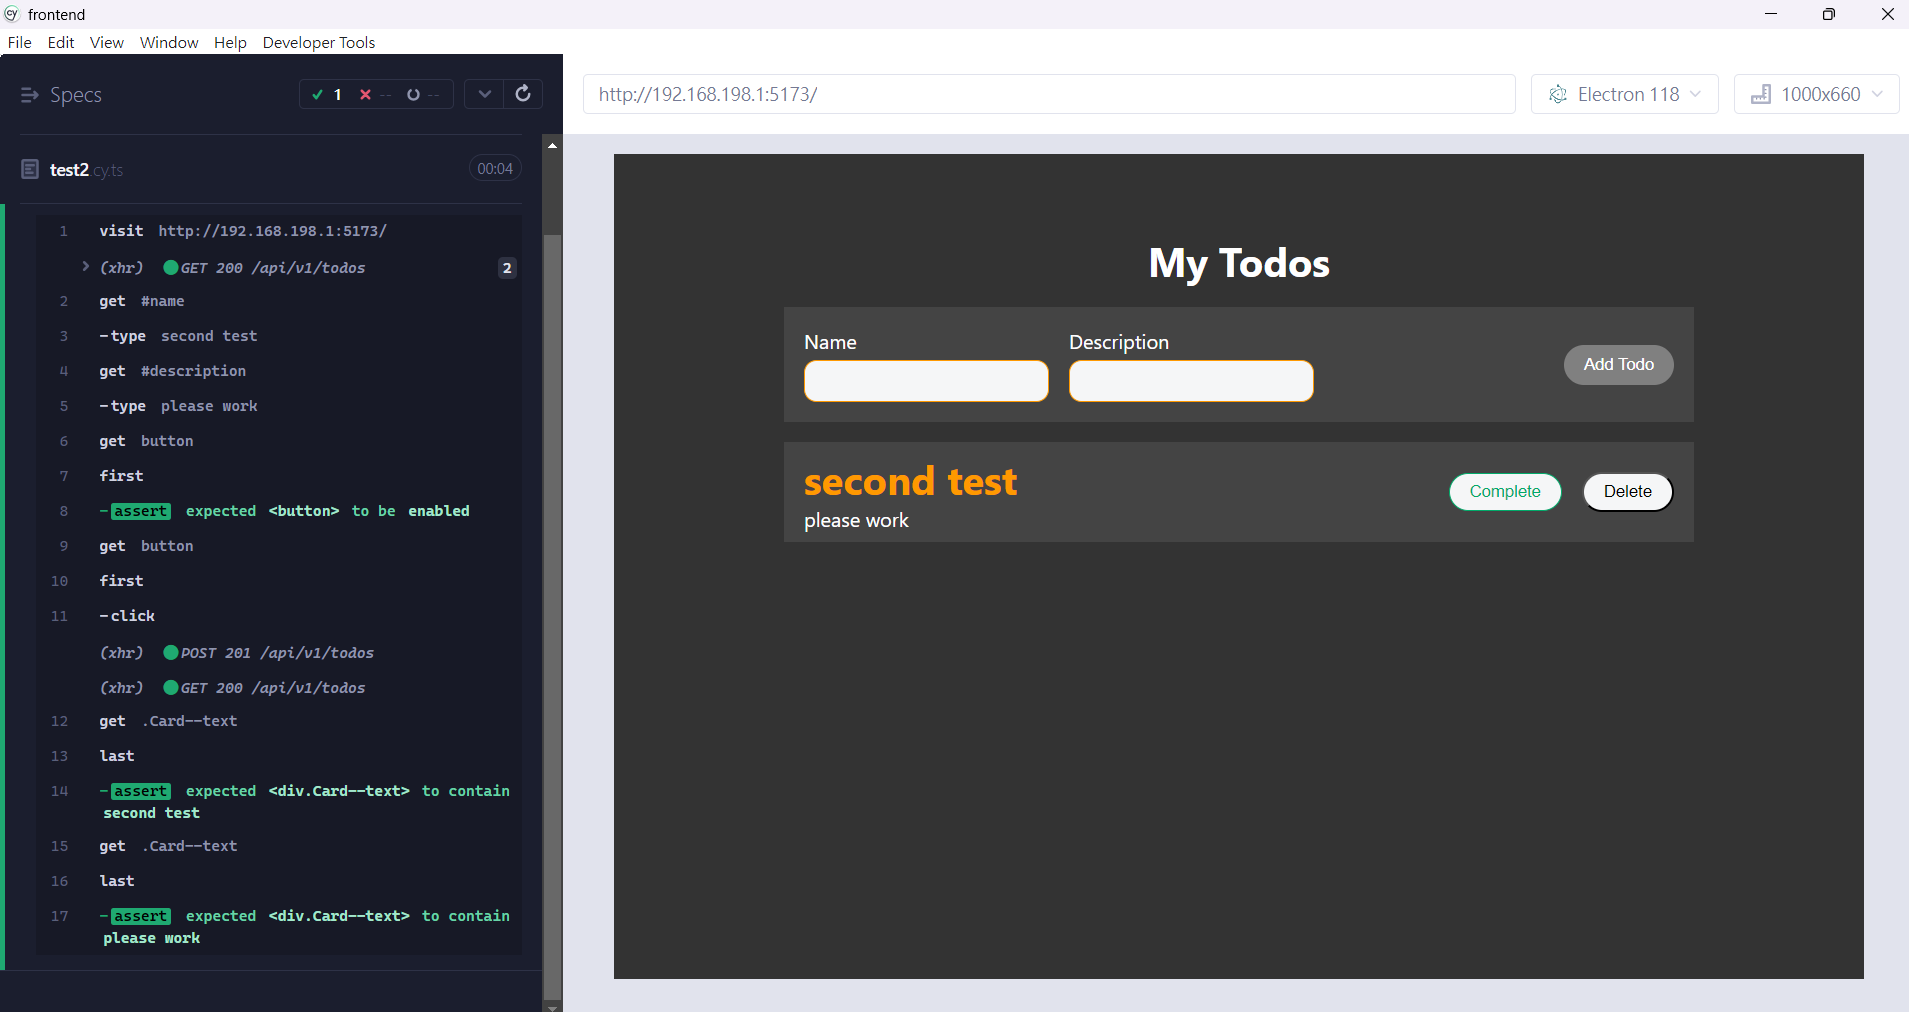 cy frontend
File Edit View Window Help Developer Tools
Specs 1 -- --
http://192.168.198.1:5173/ Electron 118 1000x660
test2.cy.ts 00:04
1 visit http://192.168.198.1:5173/
(xhr) GET 200 /api/v1/todos 2
2 get #name
3 -type second test
4 get #description
5 -type please work
6 get button
7 first
8 -assert expected <button> to be enabled
9 get button
10 first
11 -click
(xhr) POST 201 /api/v1/todos
(xhr) GET 200 /api/v1/todos
12 get .Card--text
13 last
14 -assert expected <div.Card--text> to contain
second test
15 get .Card--text
16 last
17 -assert expected <div.Card--text> to contain
please work
My Todos
Name Description
Add Todo
second test
Complete Delete
please work